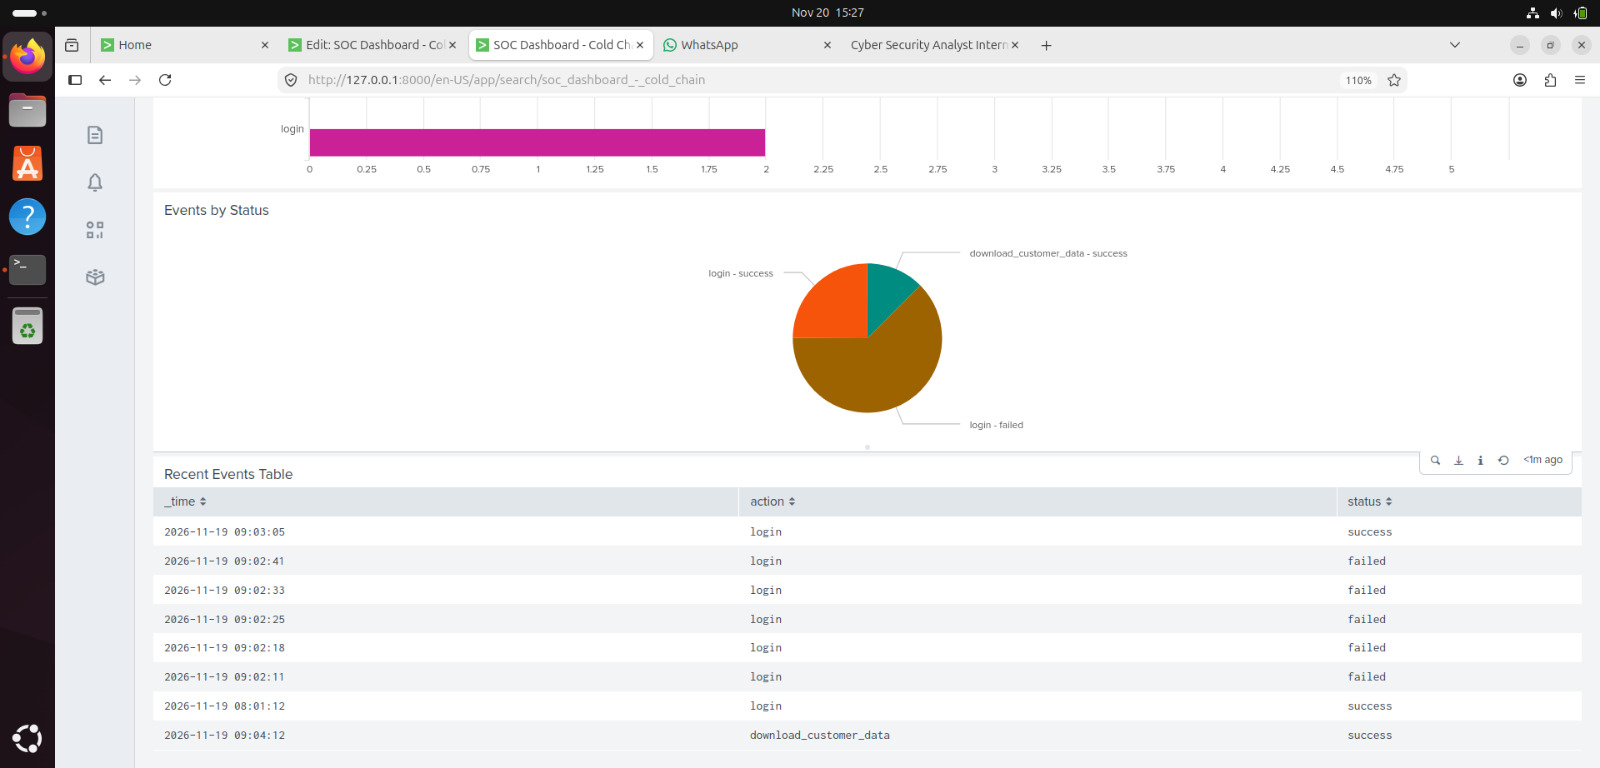 Nov 20 15:27
Home
Edit: SOC Dashboard - Co
SOC Dashboard - Cold Ch
WhatsApp
Cyber Security Analyst Intern
http://127.0.0.1:8000/en-US/app/search/soc_dashboard_-_cold_chain
110%
login
0 0.25 0.5 0.75 1 1.25 1.5 1.75 2 2.25 2.5 2.75 3 3.25 3.5 3.75 4 4.25 4.5 4.75 5
Events by Status
download_customer_data - success
login - success
login - failed
<1m ago
Recent Events Table
_time action status
2026-11-19 09:03:05 login success
2026-11-19 09:02:41 login failed
2026-11-19 09:02:33 login failed
2026-11-19 09:02:25 login failed
2026-11-19 09:02:18 login failed
2026-11-19 09:02:11 login failed
2026-11-19 08:01:12 login success
2026-11-19 09:04:12 download_customer_data success